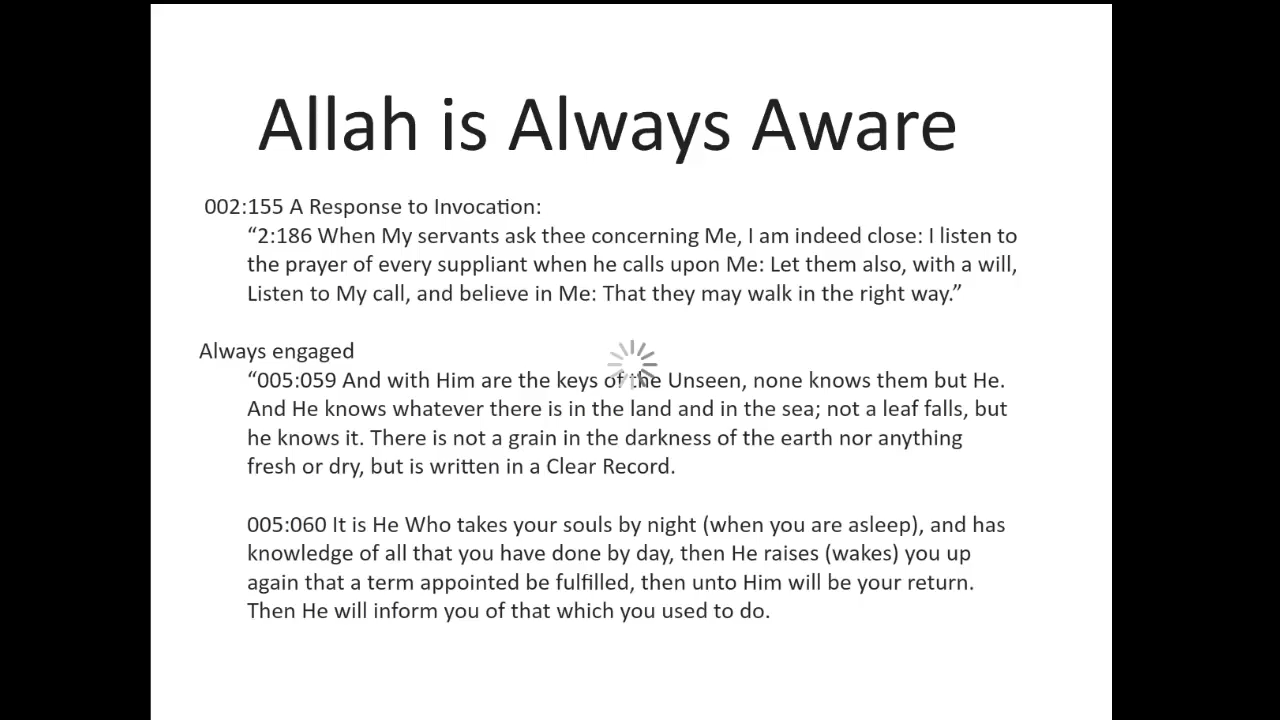 Allah is Always Aware
002:155 A Response to Invocation:
“2:186 When My servants ask thee concerning Me, I am indeed close: I listen to
the prayer of every suppliant when he calls upon Me: Let them also, with a will,
Listen to My call, and believe in Me: That they may walk in the right way.”
Always engaged
“005:059 And with Him are the keys of the Unseen, none knows them but He.
And He knows whatever there is in the land and in the sea; not a leaf falls, but
he knows it. There is not a grain in the darkness of the earth nor anything
fresh or dry, but is written in a Clear Record.
005:060 It is He Who takes your souls by night (when you are asleep), and has
knowledge of all that you have done by day, then He raises (wakes) you up
again that a term appointed be fulfilled, then unto Him will be your return.
Then He will inform you of that which you used to do.